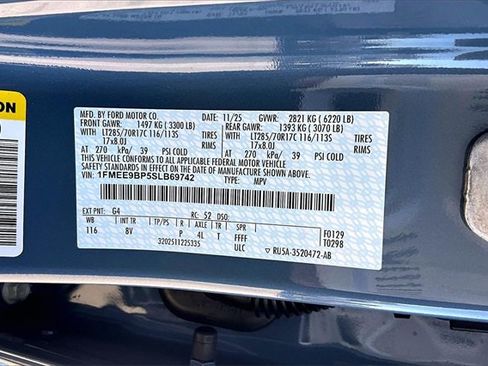 MFD. BY FORD MOTOR CO. 11/25 GVWR: 2821 KG ( 6220 LB)
FRONT GAWR: 1497 KG ( 3300 LB) REAR GAWR: 1393 KG ( 3070 LB)
WITH WITH
LT285/70R17C 116/113S TIRES LT285/70R17C 116/113S TIRES
17x8.0J RIMS 17x8.0J RIMS
AT 270 kPa/ 39 PSI COLD AT 270 kPa/ 39 PSI COLD
THIS VEHICLE CONFORMS TO ALL APPLICABLE FEDERAL MOTOR VEHICLE
SAFETY STANDARDS IN EFFECT ON THE DATE OF MANUFACTURE SHOWN ABOVE.
VIN: 1FMEE9BP5SLB69742
TYPE: MPV
EXT PNT: G4 RC: 52 DSO: F0129
WB INT TR TP/PS R AXLE TR T0298
116 8V P 4L T FFFF
3202511225335 ULC
RU5A-3520472-AB